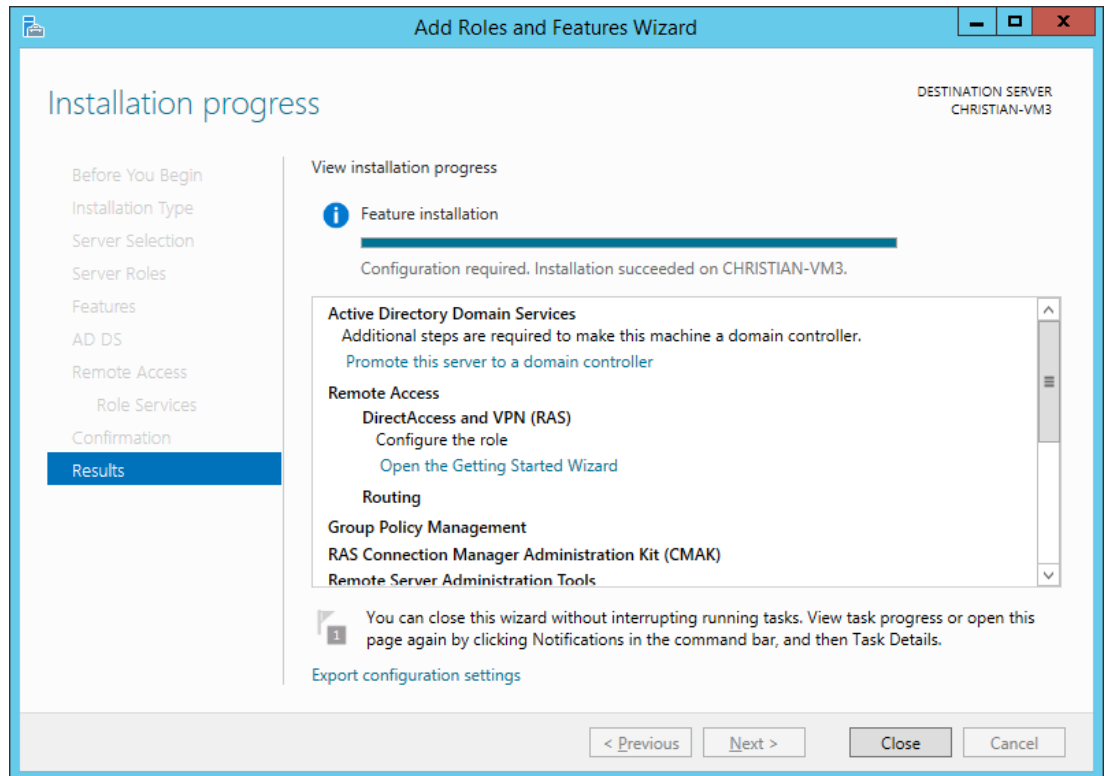 Add Roles and Features Wizard
Installation progress
DESTINATION SERVER
CHRISTIAN-VM3
Before You Begin
Installation Type
Server Selection
Server Roles
Features
AD DS
Remote Access
Role Services
Confirmation
Results
View installation progress
Feature installation
Configuration required. Installation succeeded on CHRISTIAN-VM3.
Active Directory Domain Services
Additional steps are required to make this machine a domain controller.
Promote this server to a domain controller
Remote Access
DirectAccess and VPN (RAS)
Configure the role
Open the Getting Started Wizard
Routing
Group Policy Management
RAS Connection Manager Administration Kit (CMAK)
Remote Server Administration Tools
1
You can close this wizard without interrupting running tasks. View task progress or open this
page again by clicking Notifications in the command bar, and then Task Details.
Export configuration settings
< Previous
Next >
Close
Cancel